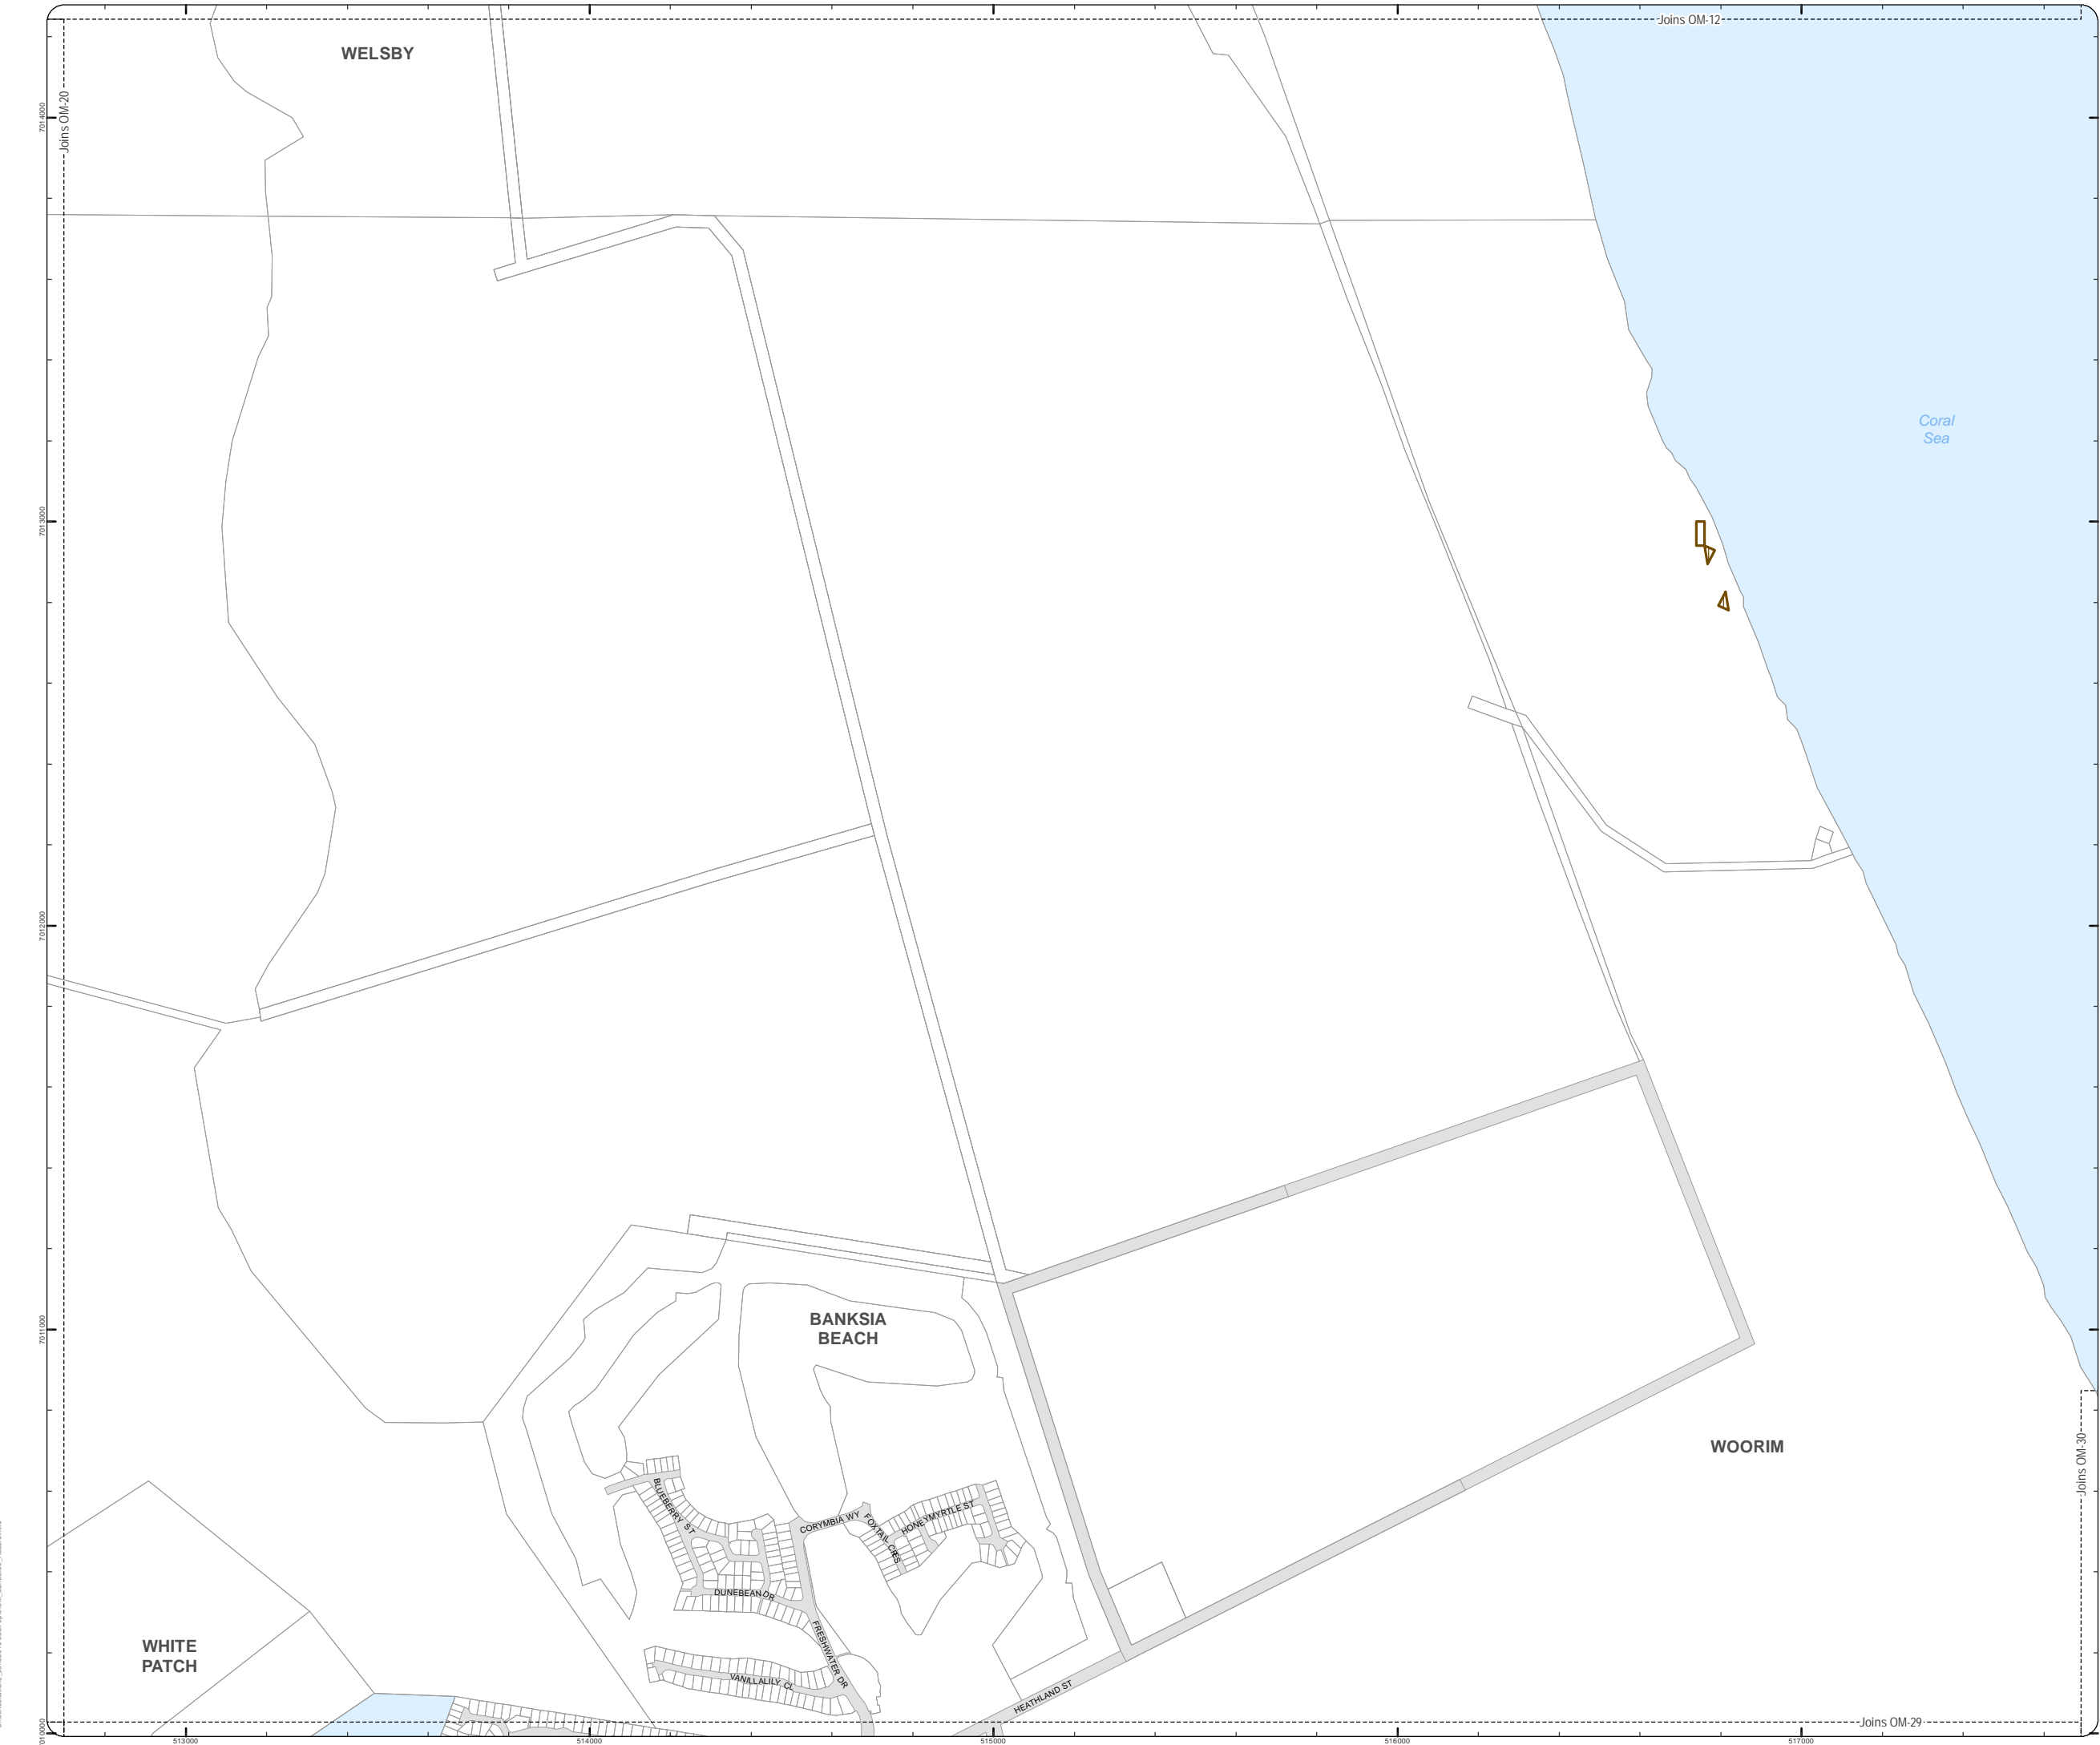 Joins OM-12
WELSBY
Joins OM-20
7014000
Coral
Sea
7013000
7012000
7011000
BANKSIA
BEACH
WOORIM
Joins OM-30
BLUEBERRY ST
CORYMBIA WY
FOXTAIL CRES
HONEYMYRTLE ST
DUNEBEAN DR
FRESHWATER DR
WHITE
PATCH
VANILLALILY CL
HEATHLAND ST
Joins OM-29
513000
514000
515000
516000
517000